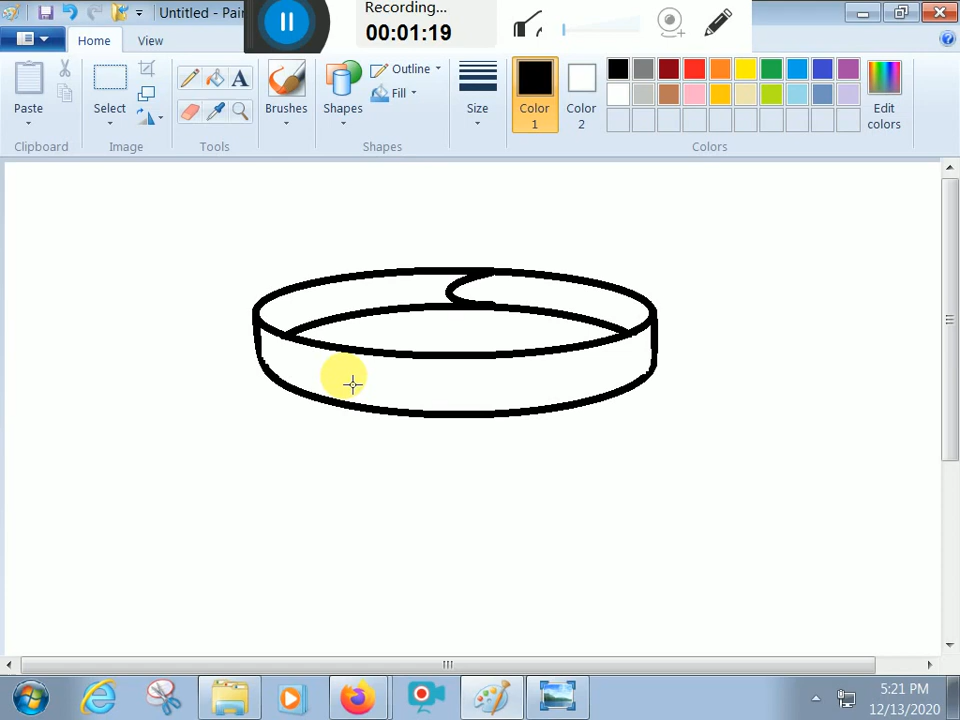 Untitled - Pai
Recording...
00:01:19
Home
View
Paste
Select
Brushes
Shapes
Outline
Fill
Size
Color
1
Color
2
Edit
colors
Clipboard
Image
Tools
Shapes
Colors
5:21 PM
12/13/2020